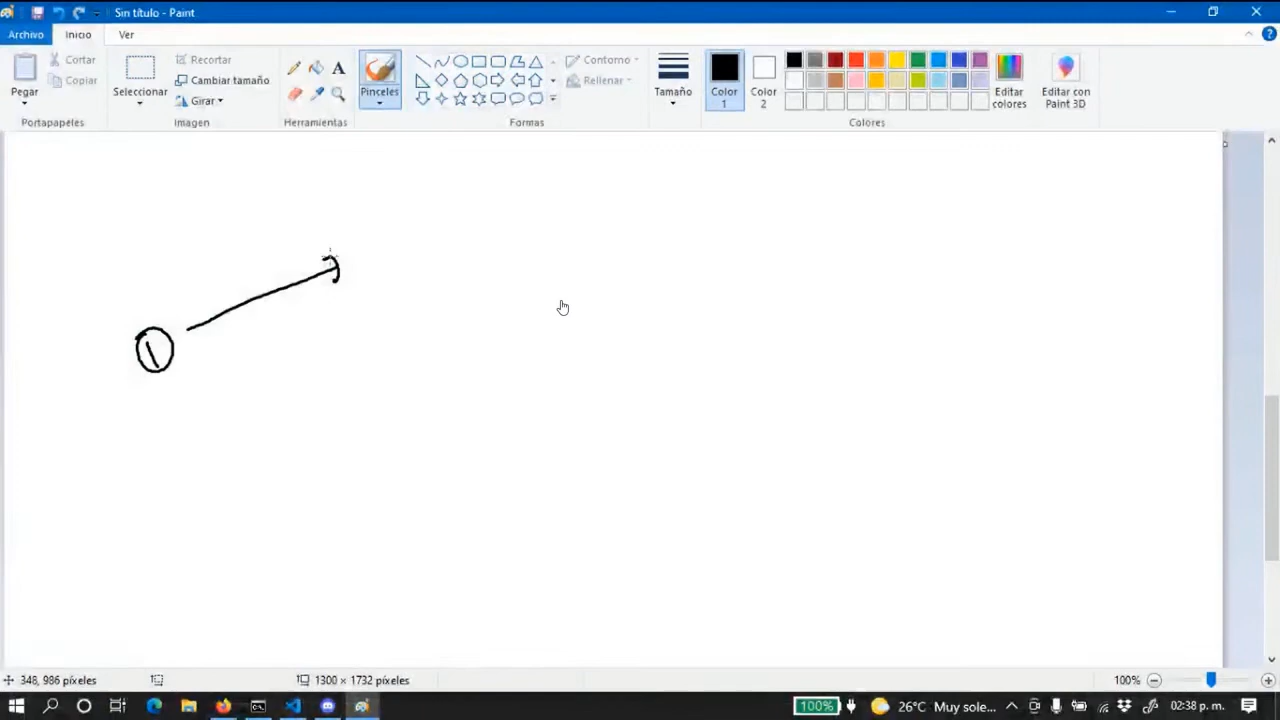 Sin título - Paint
Archivo Inicio Ver
Pegar
Cortar
Copiar
Portapapeles
Seleccionar
Recortar
Cambiar tamaño
Girar
Imagen
A
Herramientas
Pinceles
Contorno
Rellenar
Formas
Tamaño
Color 1
Color 2
Editar colores
Editar con Paint 3D
Colores
1
348, 986 píxeles
1300 × 1732 píxeles
100%
100%
26°C Muy sole...
02:38 p. m.